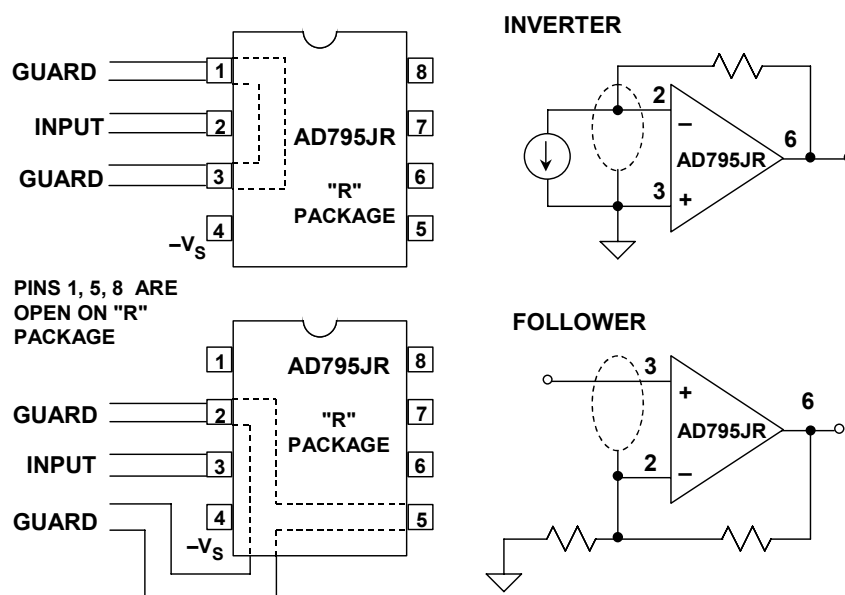 INVERTER
GUARD
1
8
INPUT
2
AD795JR
7
GUARD
3
"R"
PACKAGE
6
4
–VS
5
2
–
6
AD795JR
3
+
PINS 1, 5, 8 ARE
OPEN ON "R"
PACKAGE
FOLLOWER
1
AD795JR
8
GUARD
2
"R"
PACKAGE
7
INPUT
3
6
GUARD
4
–VS
5
3
+
6
AD795JR
2
–